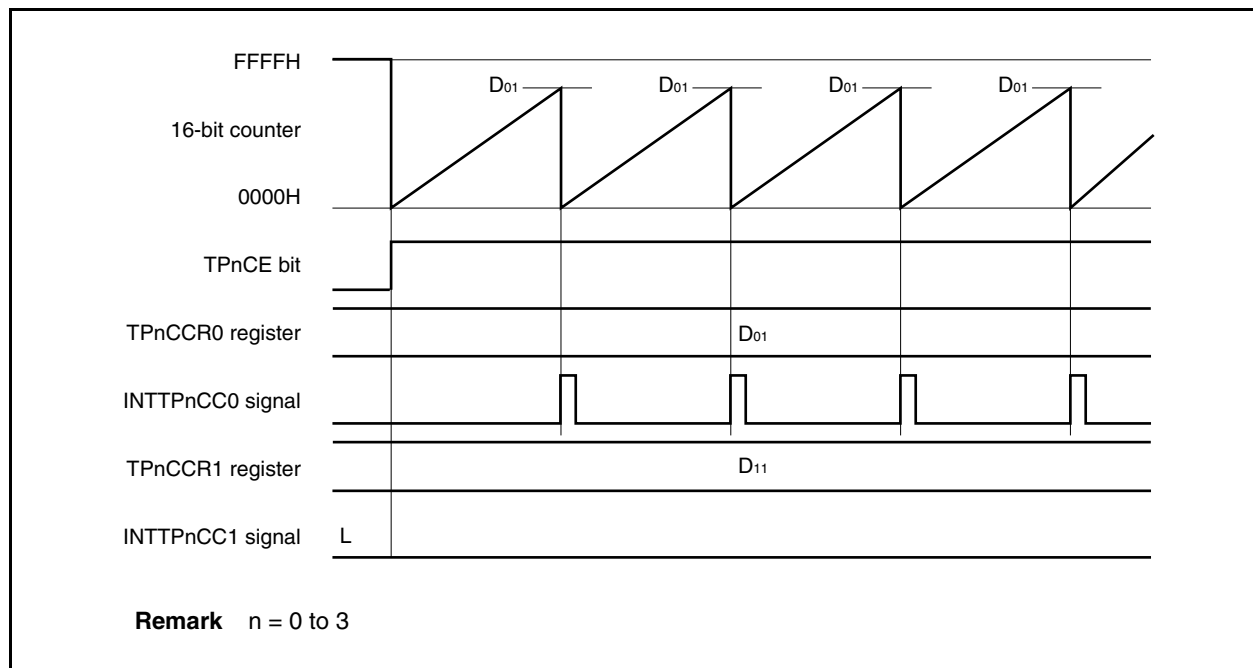 FFFFH
D01 D01 D01 D01
16-bit counter
0000H
TPnCE bit
TPnCCR0 register D01
INTTPnCC0 signal
TPnCCR1 register D11
INTTPnCC1 signal L
Remark n = 0 to 3